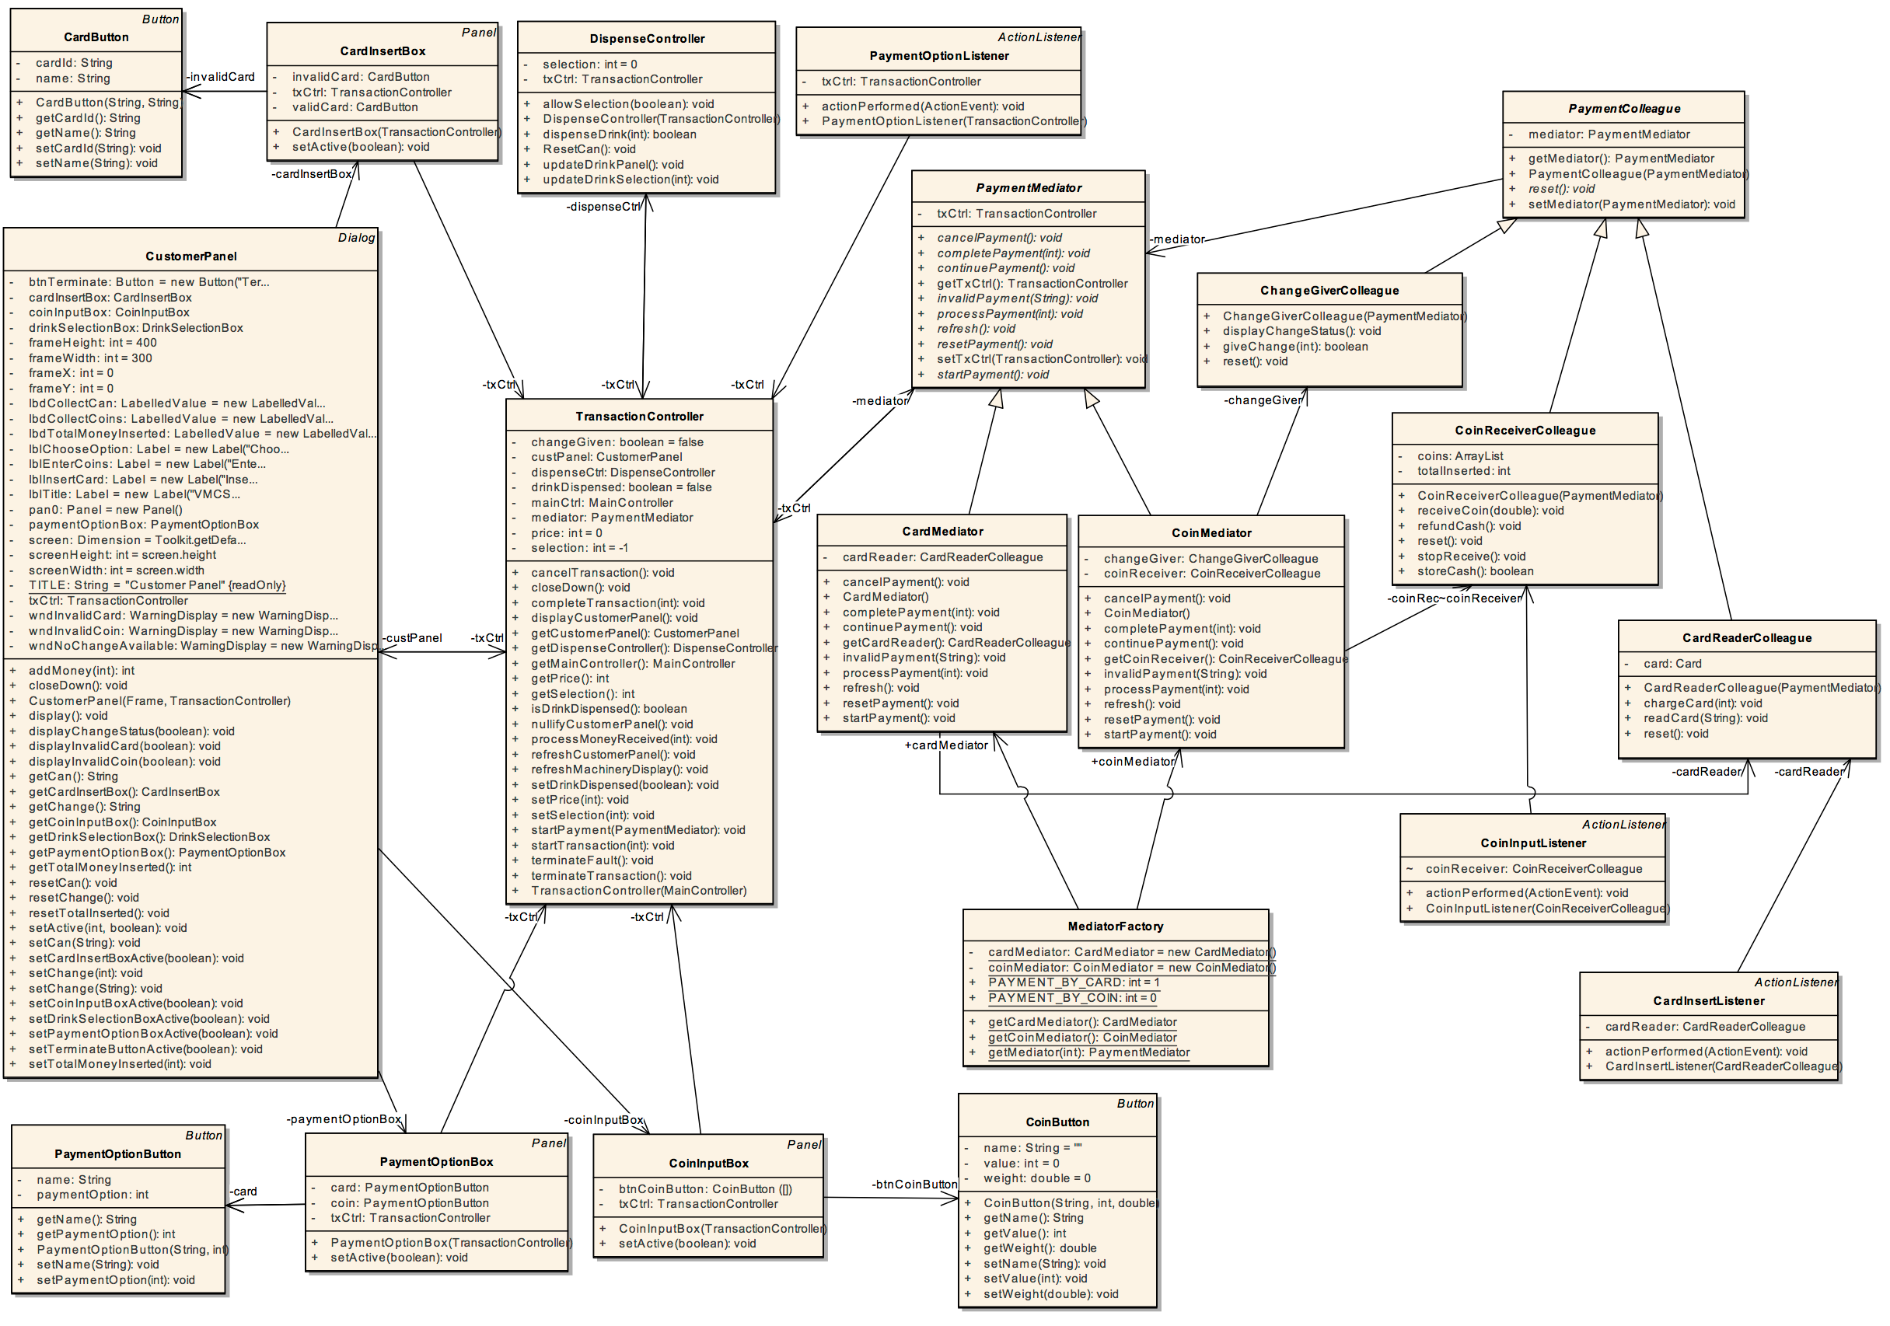 Button
CardButton
- cardId: String
- name: String
+ CardButton(String, String)
+ getCardId(): String
+ getName(): String
+ setCardId(String): void
+ setName(String): void
-invalidCard
Panel
CardInsertBox
- invalidCard: CardButton
- txCtrl: TransactionController
- validCard: CardButton
+ CardInsertBox(TransactionController)
+ setActive(boolean): void
-cardInsertBox
DispenseController
- selection: int = 0
- txCtrl: TransactionController
+ allowSelection(boolean): void
+ DispenseController(TransactionController)
+ dispenseDrink(int): boolean
+ ResetCan(): void
+ updateDrinkPanel(): void
+ updateDrinkSelection(int): void
-dispenseCtrl
ActionListener
PaymentOptionListener
- txCtrl: TransactionController
+ actionPerformed(ActionEvent): void
+ PaymentOptionListener(TransactionController)
PaymentMediator
- txCtrl: TransactionController
+ cancelPayment(): void
+ completePayment(int): void
+ continuePayment(): void
+ getTxCtrl(): TransactionController
+ invalidPayment(String): void
+ processPayment(int): void
+ refresh(): void
+ resetPayment(): void
+ setTxCtrl(TransactionController): void
+ startPayment(): void
-mediator
PaymentColleague
- mediator: PaymentMediator
+ getMediator(): PaymentMediator
+ PaymentColleague(PaymentMediator)
+ reset(): void
+ setMediator(PaymentMediator): void
ChangeGiverColleague
+ ChangeGiverColleague(PaymentMediator)
+ displayChangeStatus(): void
+ giveChange(int): boolean
+ reset(): void
-changeGiver
CoinReceiverColleague
- coins: ArrayList
- totalInserted: int
+ CoinReceiverColleague(PaymentMediator)
+ receiveCoin(double): void
+ refundCash(): void
+ reset(): void
+ stopReceive(): void
+ storeCash(): boolean
-coinRec~coinReceiver
Dialog
CustomerPanel
- btnTerminate: Button = new Button("Ter...
- cardInsertBox: CardInsertBox
- coinInputBox: CoinInputBox
- drinkSelectionBox: DrinkSelectionBox
- frameHeight: int = 400
- frameWidth: int = 300
- frameX: int = 0
- frameY: int = 0
- lbdCollectCan: LabelledValue = new LabelledVal...
- lbdCollectCoins: LabelledValue = new LabelledVal...
- lbdTotalMoneyInserted: LabelledValue = new LabelledVal...
- lblChooseOption: Label = new Label("Choo...
- lblEnterCoins: Label = new Label("Ente...
- lblInsertCard: Label = new Label("Inse...
- lblTitle: Label = new Label("VMCS...
- pan0: Panel = new Panel()
- paymentOptionBox: PaymentOptionBox
- screen: Dimension = Toolkit.getDefa...
- screenHeight: int = screen.height
- screenWidth: int = screen.width
- TITLE: String = "Customer Panel" {readOnly}
- txCtrl: TransactionController
- wndInvalidCard: WarningDisplay = new WarningDisp...
- wndInvalidCoin: WarningDisplay = new WarningDisp...
- wndNoChangeAvailable: WarningDisplay = new WarningDisp
+ addMoney(int): int
+ closeDown(): void
+ CustomerPanel(Frame, TransactionController)
+ display(): void
+ displayChangeStatus(boolean): void
+ displayInvalidCard(boolean): void
+ displayInvalidCoin(boolean): void
+ getCan(): String
+ getCardInsertBox(): CardInsertBox
+ getChange(): String
+ getCoinInputBox(): CoinInputBox
+ getDrinkSelectionBox(): DrinkSelectionBox
+ getPaymentOptionBox(): PaymentOptionBox
+ getTotalMoneyInserted(): int
+ resetCan(): void
+ resetChange(): void
+ resetTotalInserted(): void
+ setActive(int, boolean): void
+ setCan(String): void
+ setCardInsertBoxActive(boolean): void
+ setChange(int): void
+ setChange(String): void
+ setCoinInputBoxActive(boolean): void
+ setDrinkSelectionBoxActive(boolean): void
+ setPaymentOptionBoxActive(boolean): void
+ setTerminateButtonActive(boolean): void
+ setTotalMoneyInserted(int): void
-custPanel
-txCtrl
-txCtrl
-txCtrl
-txCtrl
-mediator
-txCtrl
TransactionController
- changeGiven: boolean = false
- custPanel: CustomerPanel
- dispenseCtrl: DispenseController
- drinkDispensed: boolean = false
- mainCtrl: MainController
- mediator: PaymentMediator
- price: int = 0
- selection: int = -1
+ cancelTransaction(): void
+ closeDown(): void
+ completeTransaction(int): void
+ displayCustomerPanel(): void
+ getCustomerPanel(): CustomerPanel
+ getDispenseController(): DispenseController
+ getMainController(): MainController
+ getPrice(): int
+ getSelection(): int
+ isDrinkDispensed(): boolean
+ nullifyCustomerPanel(): void
+ processMoneyReceived(int): void
+ refreshCustomerPanel(): void
+ refreshMachineryDisplay(): void
+ setDrinkDispensed(boolean): void
+ setPrice(int): void
+ setSelection(int): void
+ startPayment(PaymentMediator): void
+ startTransaction(int): void
+ terminateFault(): void
+ terminateTransaction(): void
+ TransactionController(MainController)
-txCtrl
-txCtrl
CardMediator
- cardReader: CardReaderColleague
+ cancelPayment(): void
+ CardMediator()
+ completePayment(int): void
+ continuePayment(): void
+ getCardReader(): CardReaderColleague
+ invalidPayment(String): void
+ processPayment(int): void
+ refresh(): void
+ resetPayment(): void
+ startPayment(): void
+cardMediator
CoinMediator
- changeGiver: ChangeGiverColleague
- coinReceiver: CoinReceiverColleague
+ cancelPayment(): void
+ CoinMediator()
+ completePayment(int): void
+ continuePayment(): void
+ getCoinReceiver(): CoinReceiverColleague
+ invalidPayment(String): void
+ processPayment(int): void
+ refresh(): void
+ resetPayment(): void
+ startPayment(): void
+coinMediator
CardReaderColleague
- card: Card
+ CardReaderColleague(PaymentMediator)
+ chargeCard(int): void
+ readCard(String): void
+ reset(): void
-cardReader
-cardReader
ActionListener
CoinInputListener
~ coinReceiver: CoinReceiverColleague
+ actionPerformed(ActionEvent): void
+ CoinInputListener(CoinReceiverColleague)
MediatorFactory
- cardMediator: CardMediator = new CardMediator()
- coinMediator: CoinMediator = new CoinMediator()
+ PAYMENT_BY_CARD: int = 1
+ PAYMENT_BY_COIN: int = 0
+ getCardMediator(): CardMediator
+ getCoinMediator(): CoinMediator
+ getMediator(int): PaymentMediator
ActionListener
CardInsertListener
- cardReader: CardReaderColleague
+ actionPerformed(ActionEvent): void
+ CardInsertListener(CardReaderColleague)
Button
PaymentOptionButton
- name: String
- paymentOption: int
+ getName(): String
+ getPaymentOption(): int
+ PaymentOptionButton(String, int)
+ setName(String): void
+ setPaymentOption(int): void
-card
-paymentOptionBox
Panel
PaymentOptionBox
- card: PaymentOptionButton
- coin: PaymentOptionButton
- txCtrl: TransactionController
+ PaymentOptionBox(TransactionController)
+ setActive(boolean): void
-coinInputBox
Panel
CoinInputBox
- btnCoinButton: CoinButton ([])
- txCtrl: TransactionController
+ CoinInputBox(TransactionController)
+ setActive(boolean): void
-btnCoinButton
Button
CoinButton
- name: String = ""
- value: int = 0
- weight: double = 0
+ CoinButton(String, int, double)
+ getName(): String
+ getValue(): int
+ getWeight(): double
+ setName(String): void
+ setValue(int): void
+ setWeight(double): void